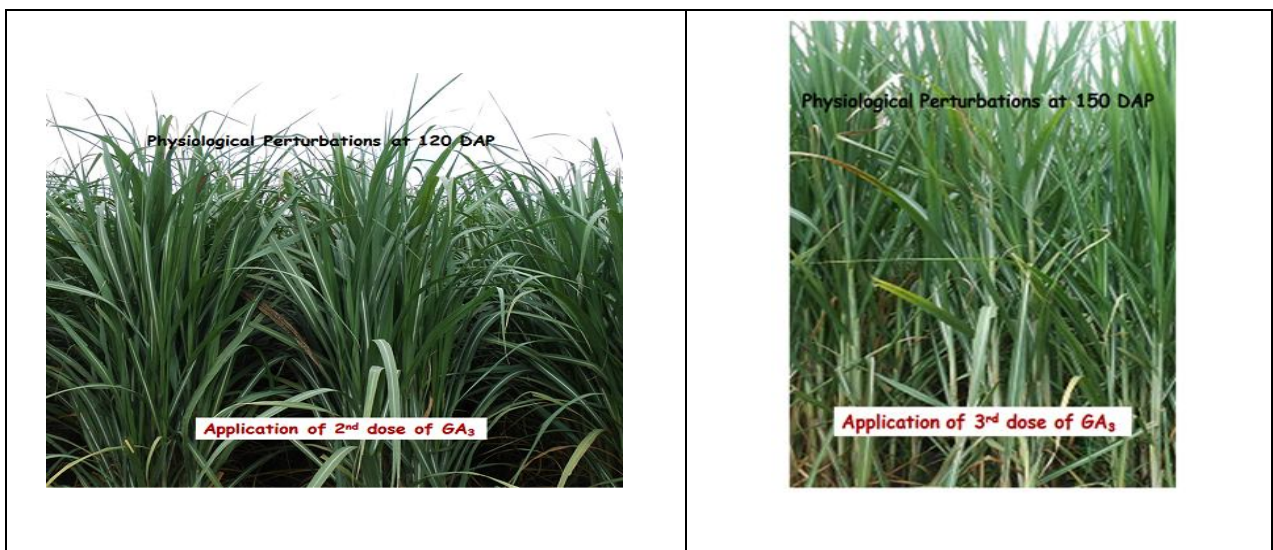 Physiological Perturbations at 120 DAP
Application of 2nd dose of GA₃
Physiological Perturbations at 150 DAP
Application of 3rd dose of GA₃